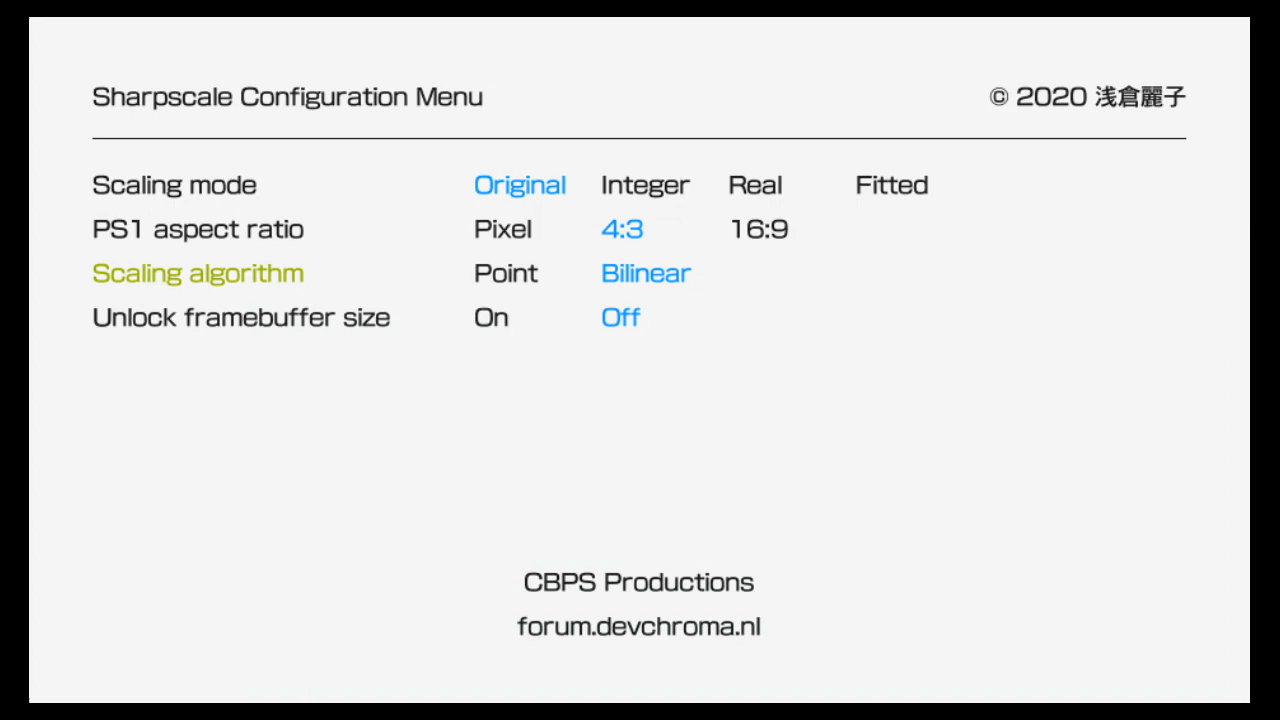 Sharpscale Configuration Menu © 2020 浅倉麗子
Scaling mode Original Integer Real Fitted
PS1 aspect ratio Pixel 4:3 16:9
Scaling algorithm Point Bilinear
Unlock framebuffer size On Off
CBPS Productions
forum.devchroma.nl